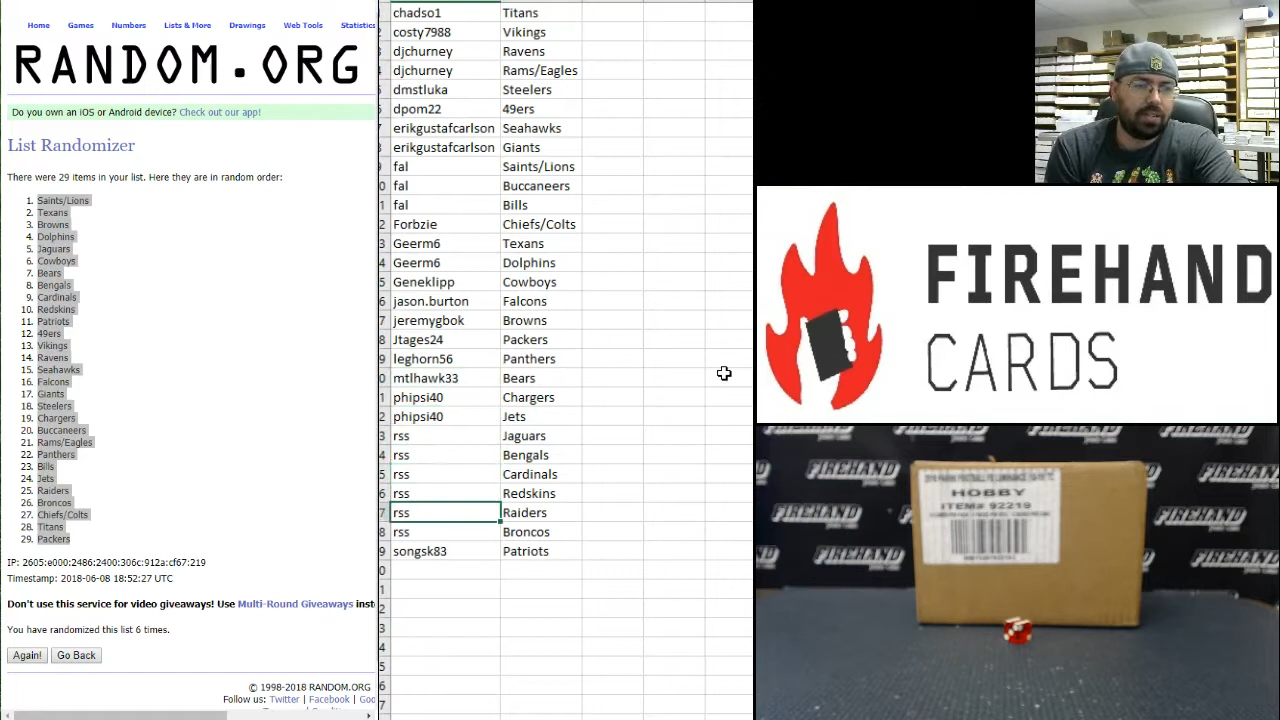 Home Games Numbers Lists & More Drawings Web Tools Statistics
RANDOM.ORG
Do you own an iOS or Android device? Check out our app!
List Randomizer
There were 29 items in your list. Here they are in random order:
1. Saints/Lions
2. Texans
3. Browns
4. Dolphins
5. Jaguars
6. Cowboys
7. Bears
8. Bengals
9. Cardinals
10. Redskins
11. Patriots
12. 49ers
13. Vikings
14. Ravens
15. Seahawks
16. Falcons
17. Giants
18. Steelers
19. Chargers
20. Buccaneers
21. Rams/Eagles
22. Panthers
23. Bills
24. Jets
25. Raiders
26. Broncos
27. Chiefs/Colts
28. Titans
29. Packers
IP: 2605:e000:2486:2400:306c:912a:cf67:219
Timestamp: 2018-06-08 18:52:27 UTC
Don't use this service for video giveaways! Use Multi-Round Giveaways inst
You have randomized this list 6 times.
Again! Go Back
© 1998-2018 RANDOM.ORG
Follow us: Twitter | Facebook | Goo
chadso1 Titans
costy7988 Vikings
djchurney Ravens
djchurney Rams/Eagles
dmstluka Steelers
dpom22 49ers
erikgustafcarlson Seahawks
erikgustafcarlson Giants
fal Saints/Lions
fal Buccaneers
fal Bills
Forbzie Chiefs/Colts
Geerm6 Texans
Geerm6 Dolphins
Geneklipp Cowboys
jason.burton Falcons
jeremygbok Browns
Jtages24 Packers
leghorn56 Panthers
mtlhawk33 Bears
phipsi40 Chargers
phipsi40 Jets
rss Jaguars
rss Bengals
rss Cardinals
rss Redskins
rss Raiders
rss Broncos
songsk83 Patriots
FIREHAND
CARDS
FIREHAND
HOBBY
ITEM# 92219